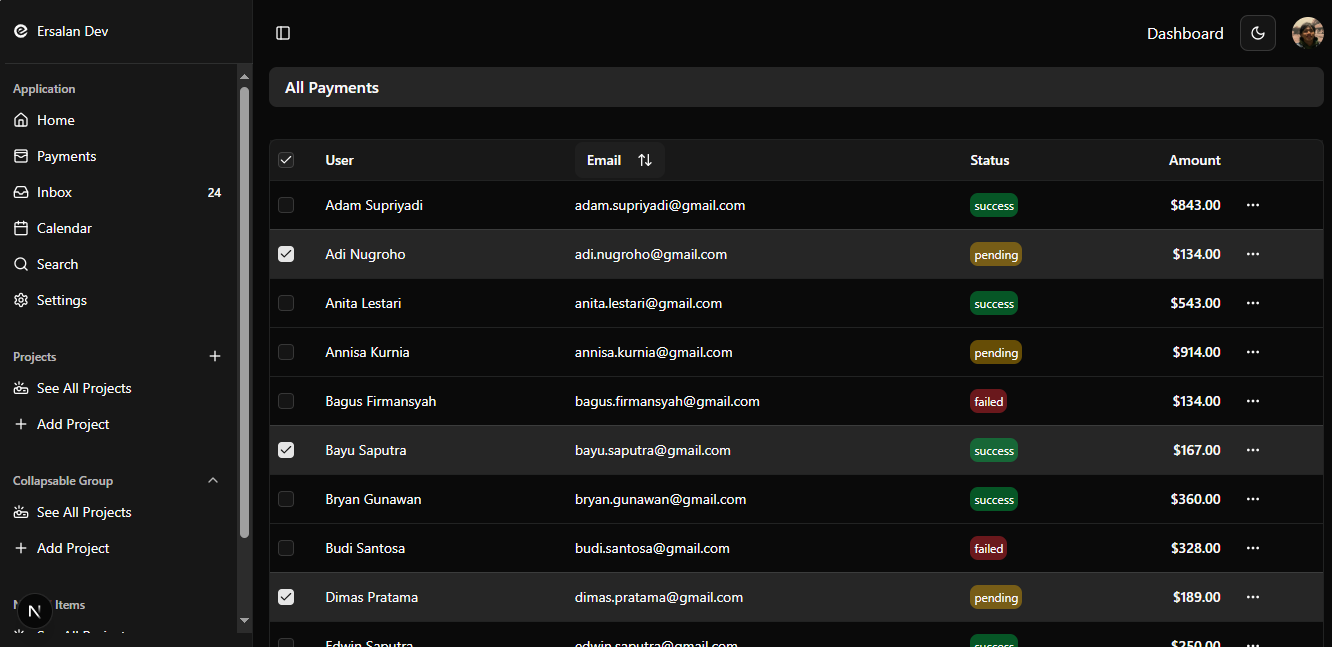 Ersalan Dev
Dashboard
Application
Home
Payments
Inbox 24
Calendar
Search
Settings
Projects
See All Projects
Add Project
Collapsable Group
See All Projects
Add Project
N
Items
All Payments
User Email Status Amount
Adam Supriyadi adam.supriyadi@gmail.com success $843.00
Adi Nugroho adi.nugroho@gmail.com pending $134.00
Anita Lestari anita.lestari@gmail.com success $543.00
Annisa Kurnia annisa.kurnia@gmail.com pending $914.00
Bagus Firmansyah bagus.firmansyah@gmail.com failed $134.00
Bayu Saputra bayu.saputra@gmail.com success $167.00
Bryan Gunawan bryan.gunawan@gmail.com success $360.00
Budi Santosa budi.santosa@gmail.com failed $328.00
Dimas Pratama dimas.pratama@gmail.com pending $189.00
Edwin Saputra edwin.saputra@gmail.com success $250.00